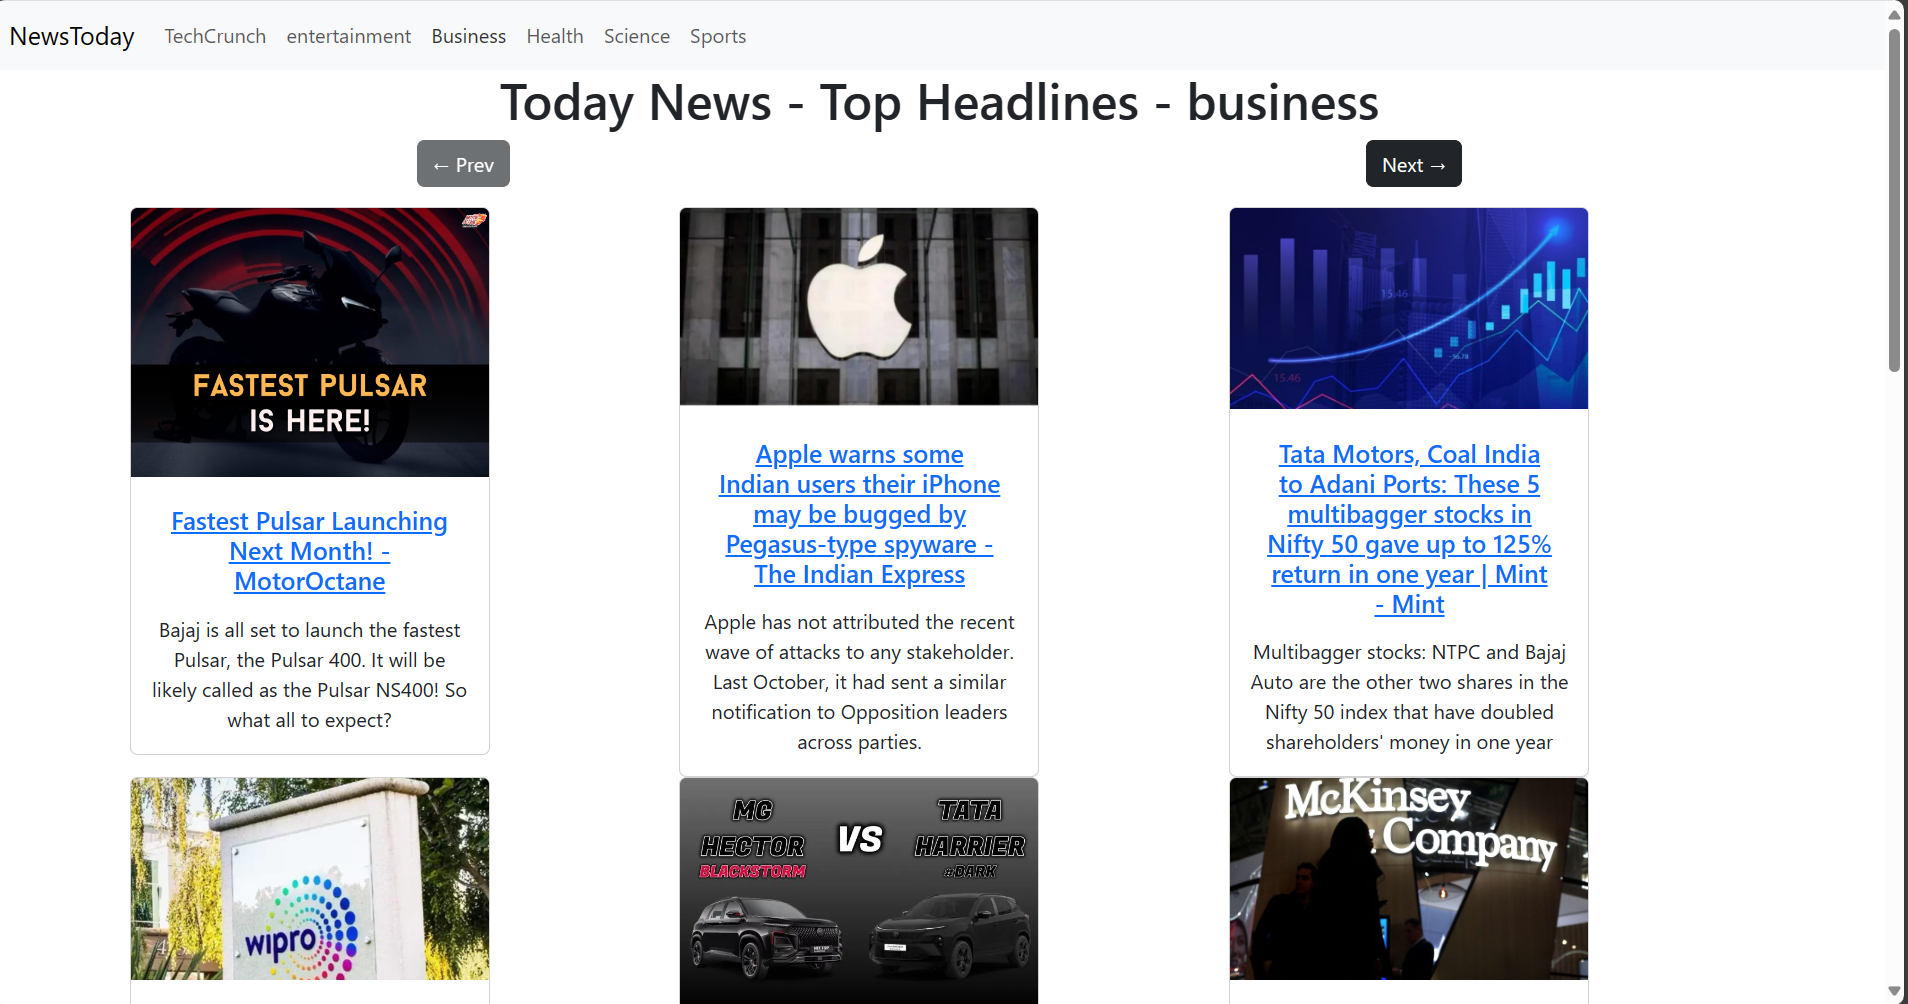 NewsToday TechCrunch entertainment Business Health Science Sports
Today News - Top Headlines - business
← Prev
Next →
FASTEST PULSAR
IS HERE!
Fastest Pulsar Launching
Next Month! -
MotorOctane
Bajaj is all set to launch the fastest
Pulsar, the Pulsar 400. It will be
likely called as the Pulsar NS400! So
what all to expect?
Apple warns some
Indian users their iPhone
may be bugged by
Pegasus-type spyware -
The Indian Express
Apple has not attributed the recent
wave of attacks to any stakeholder.
Last October, it had sent a similar
notification to Opposition leaders
across parties.
15.46
56.78
15.46
Tata Motors, Coal India
to Adani Ports: These 5
multibagger stocks in
Nifty 50 gave up to 125%
return in one year | Mint
- Mint
Multibagger stocks: NTPC and Bajaj
Auto are the other two shares in the
Nifty 50 index that have doubled
shareholders' money in one year
wipro
MG
HECTOR
BLACKSTORM
VS
TATA
HARRIER
#DARK
McKinsey
Company